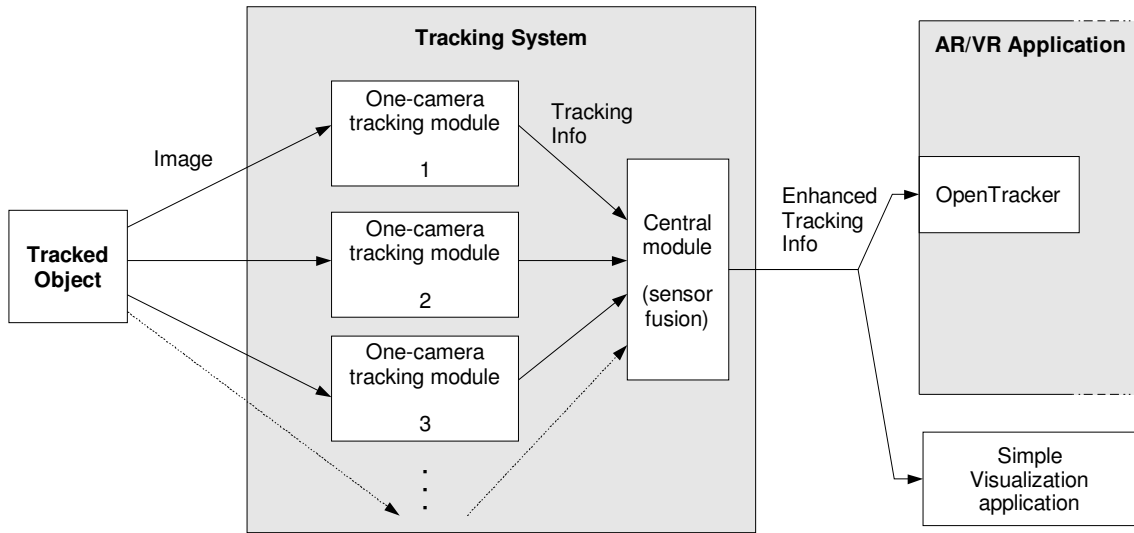 Tracking System
AR/VR Application
One-camera
tracking module
1
Tracking
Info
Image
OpenTracker
Enhanced
Tracking
Info
Central
module
(sensor
fusion)
Tracked
Object
One-camera
tracking module
2
One-camera
tracking module
3
Simple
Visualization
application